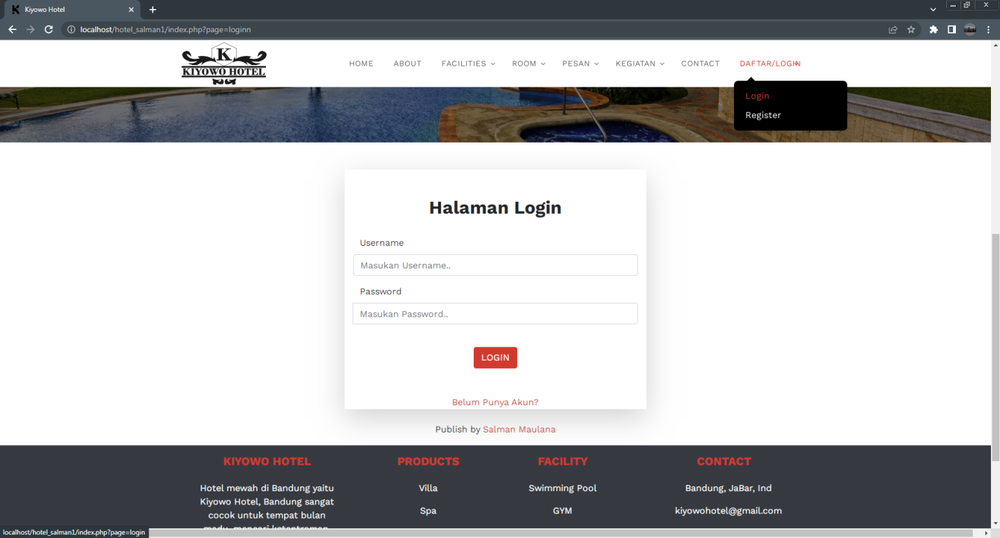 Kiyowo Hotel
localhost/hotel_salman1/index.php?page=loginn
K
KIYOWO HOTEL
HOME
ABOUT
FACILITIES
ROOM
PESAN
KEGIATAN
CONTACT
DAFTAR/LOGIN
Login
Register
Halaman Login
Username
Masukan Username..
Password
Masukan Password..
LOGIN
Belum Punya Akun?
Publish by Salman Maulana
KIYOWO HOTEL
Hotel mewah di Bandung yaitu
Kiyowo Hotel, Bandung sangat
cocok untuk tempat bulan
madu, mencari ketentraman
PRODUCTS
Villa
Spa
FACILITY
Swimming Pool
GYM
CONTACT
Bandung, JaBar, Ind
kiyowohotel@gmail.com
localhost/hotel_salman1/index.php?page=login